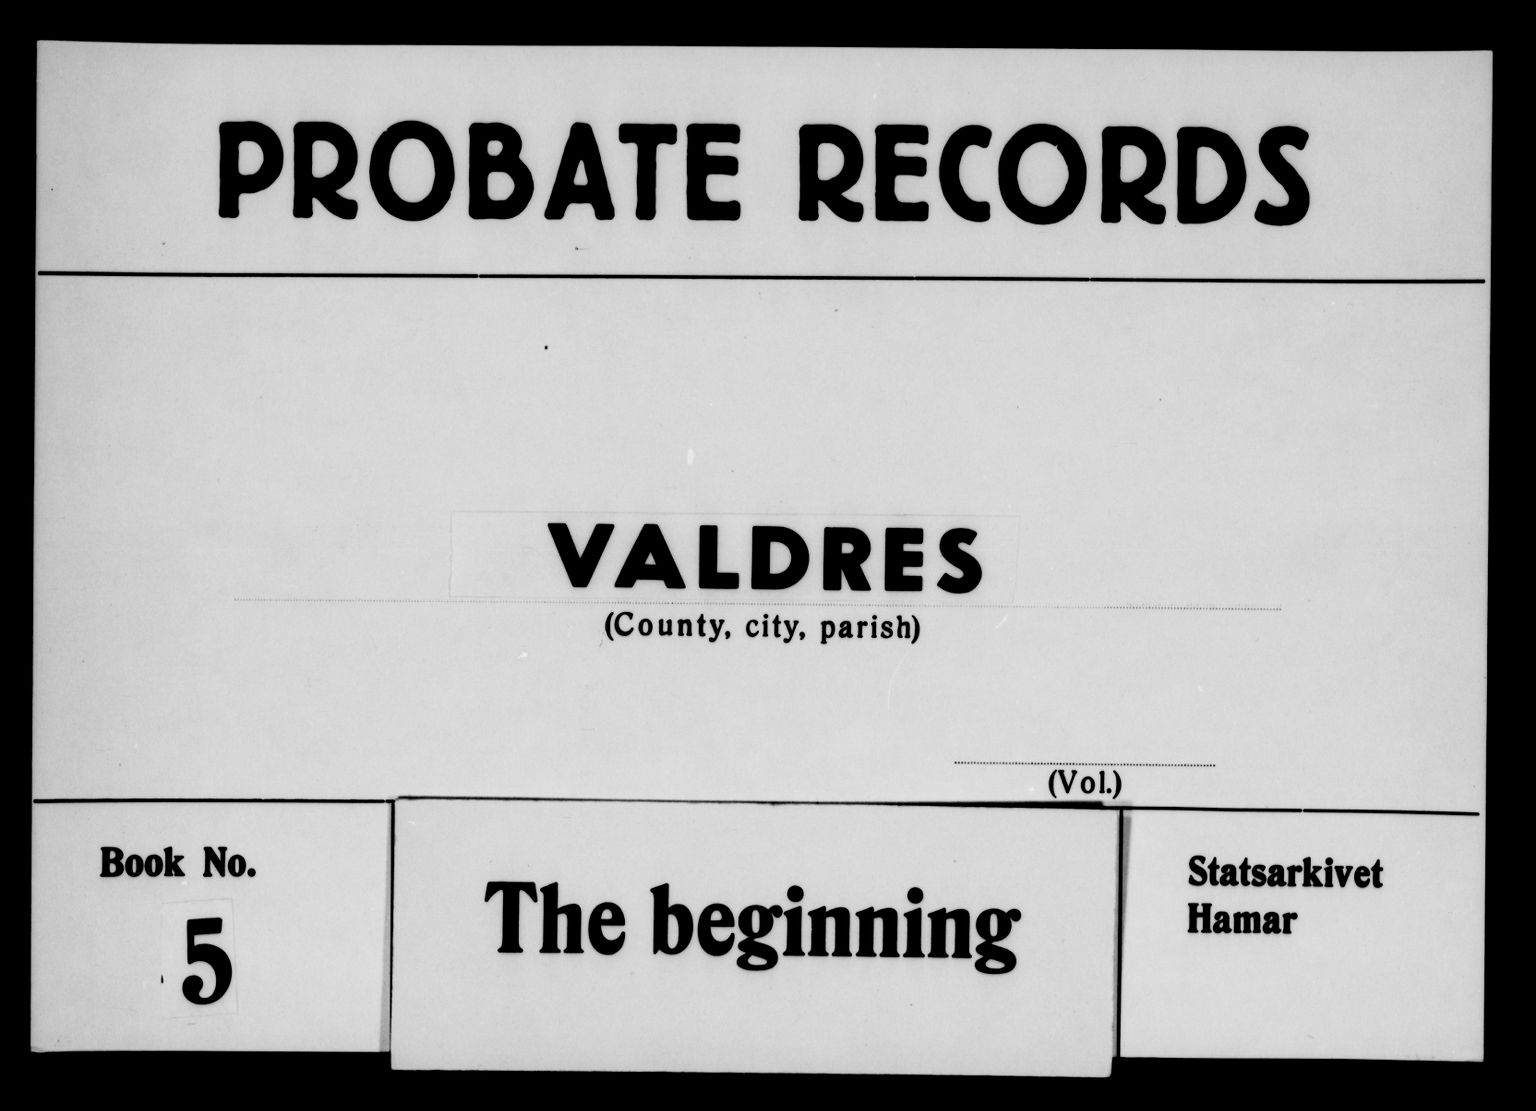 PROBATE RECORDS
VALDRES
(County, city, parish)
(Vol.)
Book No.
5
The beginning
Statsarkivet
Hamar